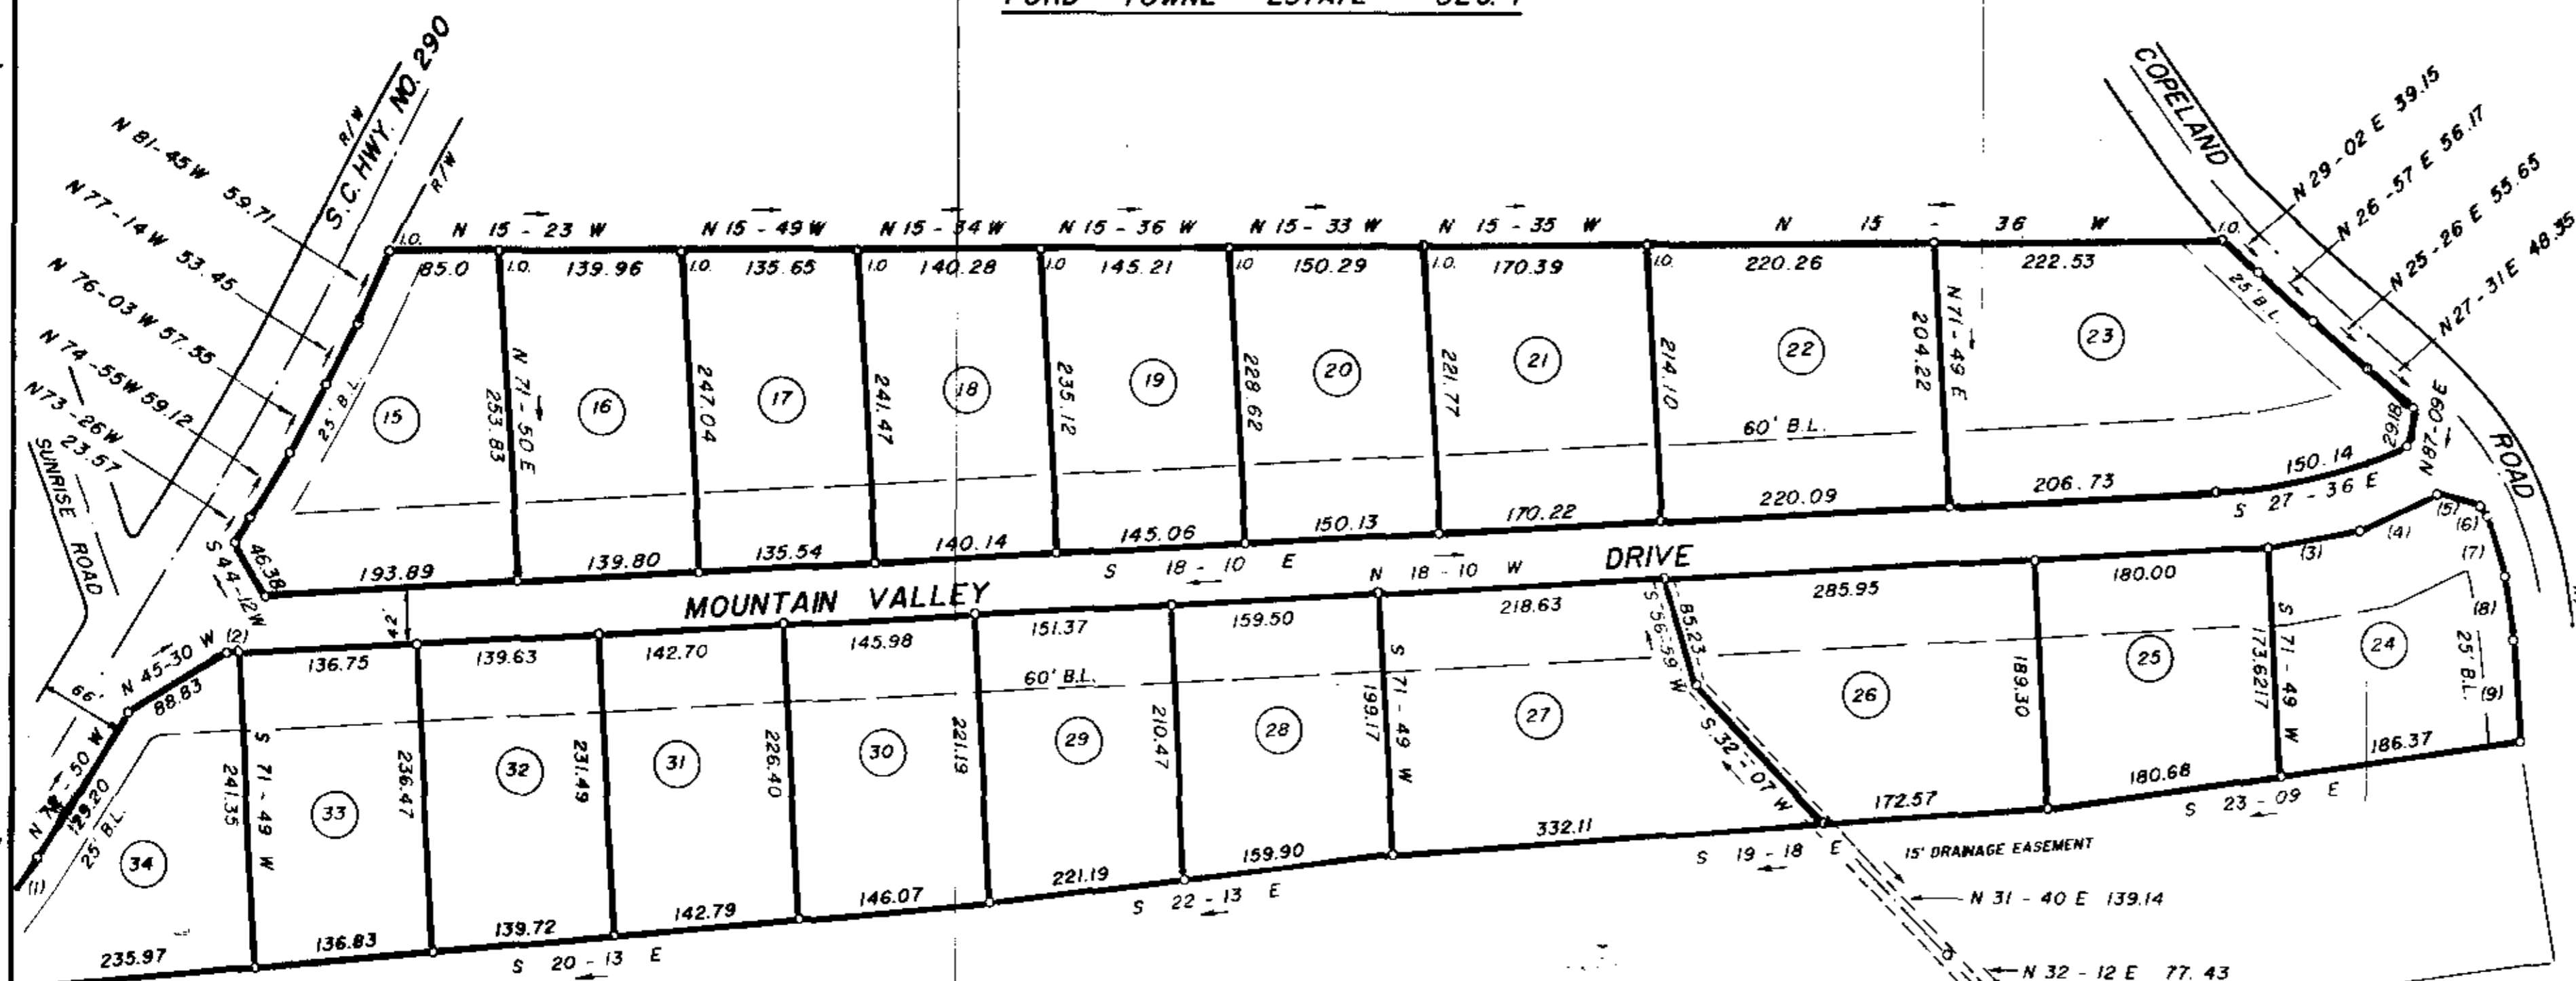 FORD TOWNE ESTATE SEC. 1
S.C. HWY. NO. 290
R/W
R/W
COPELAND
ROAD
N 81-45 W 59.71
N 77-14 W 53.45
N 76-03 W 57.55
N 74-55 W 59.12
N 73-26 W 23.57
SUNRISE ROAD
N 29-02 E 39.15
N 26-57 E 56.17
N 25-26 E 55.65
N 27-31 E 48.35
N 87-09 E
29.18
I.O. N 15-23 W N 15-49 W N 15-34 W N 15-36 W N 15-33 W N 15-35 W N 15-36 W I.O.
85.0 I.O. 139.96 I.O. 135.65 I.O 140.28 I.O 145.21 I.O 150.29 I.O. 170.39 I.O. 220.26 222.53
25' B.L.
25' B.L.
15 16 17 18 19 20 21 22 23
N 71-50 E
253.83
247.04
241.47
235.12
228.62
221.77
214.10
N 71-49 E
204.22
60' B.L.
S 44-12 W
46.38
193.89 139.80 135.54 140.14 145.06 150.13 170.22 220.09 206.73 150.14
S 18-10 E
S 27-36 E
42'
MOUNTAIN VALLEY DRIVE
N 18-10 W
66'
N 45-30 W
88.83
(2)
136.75 139.63 142.70 145.98 151.37 159.50 218.63 285.95 180.00 (3) (4) (5) (6) (7) (8) (9)
129.20
25' B.L.
(1)
60' B.L.
S 71-49 W
241.35
236.47
231.49
226.40
221.19
210.47
S 71-49 W
199.17
S 56-59 W
85.23
S 32-07 W
189.30
S 71-49 W
173.6217
25' B.L.
34 33 32 31 30 29 28 27 26 25 24
235.97 136.83 139.72 142.79 146.07 221.19 159.90 332.11 172.57 180.68 186.37
S 20-13 E
S 22-13 E
S 19-18 E
S 23-09 E
15' DRAINAGE EASEMENT
N 31-40 E 139.14
N 32-12 E 77.43